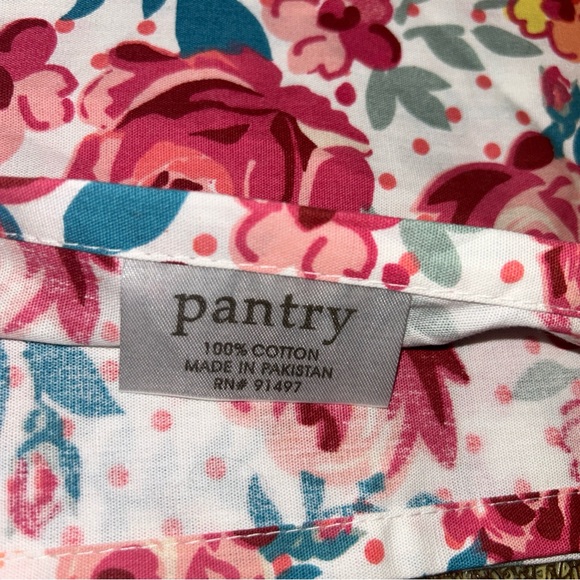 pantry
100% COTTON
MADE IN PAKISTAN
RN# 91497